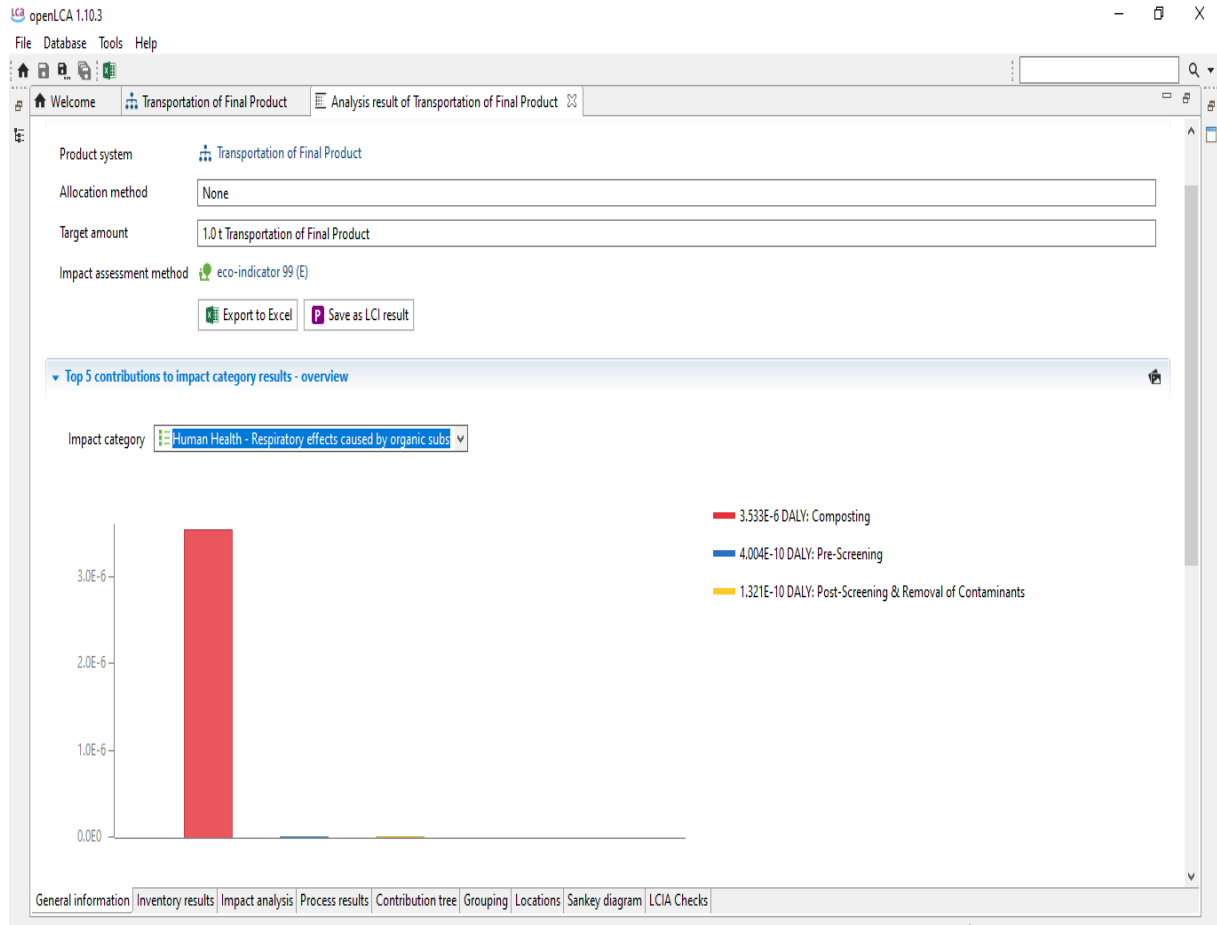 LCA openLCA 1.10.3
File Database Tools Help
Welcome Transportation of Final Product Analysis result of Transportation of Final Product
Product system Transportation of Final Product
Allocation method None
Target amount 1.0 t Transportation of Final Product
Impact assessment method eco-indicator 99 (E)
Export to Excel P Save as LCI result
Top 5 contributions to impact category results - overview
Impact category Human Health - Respiratory effects caused by organic subs
3.533E-6 DALY: Composting
4.004E-10 DALY: Pre-Screening
1.321E-10 DALY: Post-Screening & Removal of Contaminants
3.0E-6
2.0E-6
1.0E-6
0.0E0
General information Inventory results Impact analysis Process results Contribution tree Grouping Locations Sankey diagram LCIA Checks